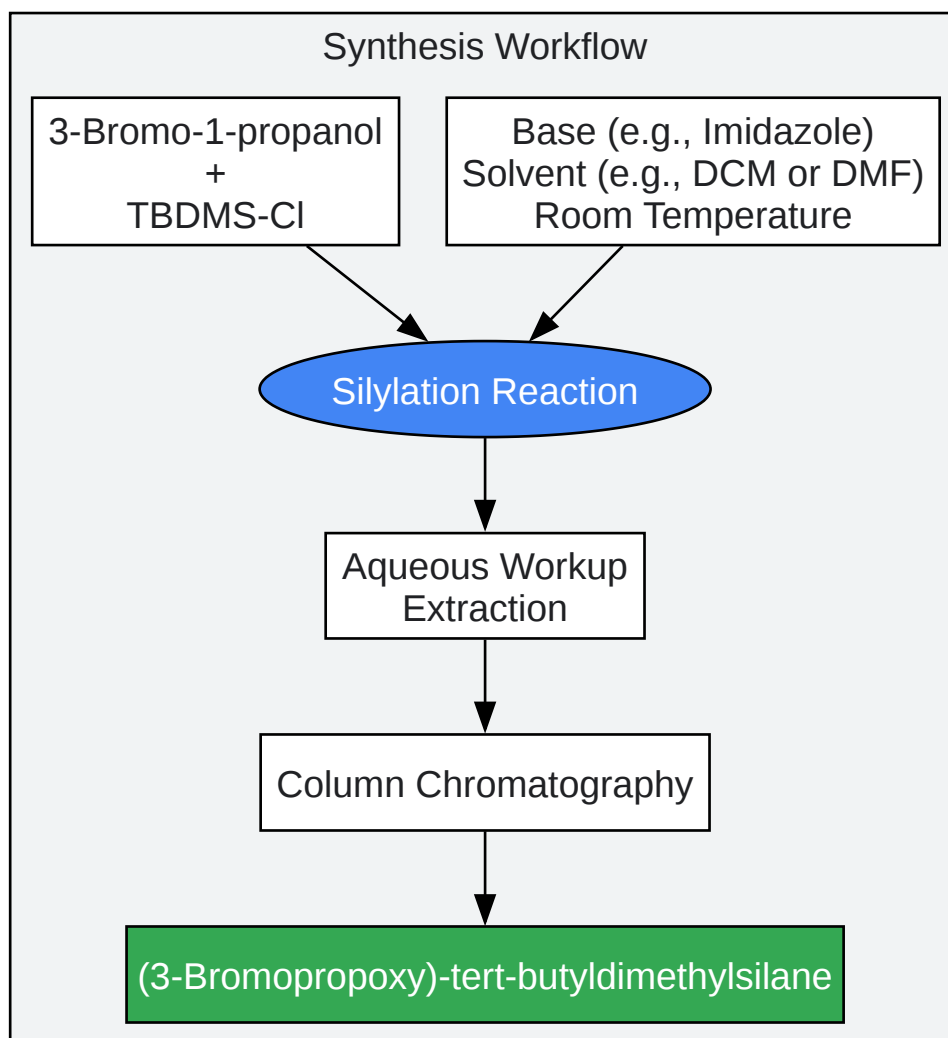 Synthesis Workflow
3-Bromo-1-propanol
+
TBDMS-Cl
Base (e.g., Imidazole)
Solvent (e.g., DCM or DMF)
Room Temperature
Silylation Reaction
Aqueous Workup
Extraction
Column Chromatography
(3-Bromopropoxy)-tert-butyldimethylsilane